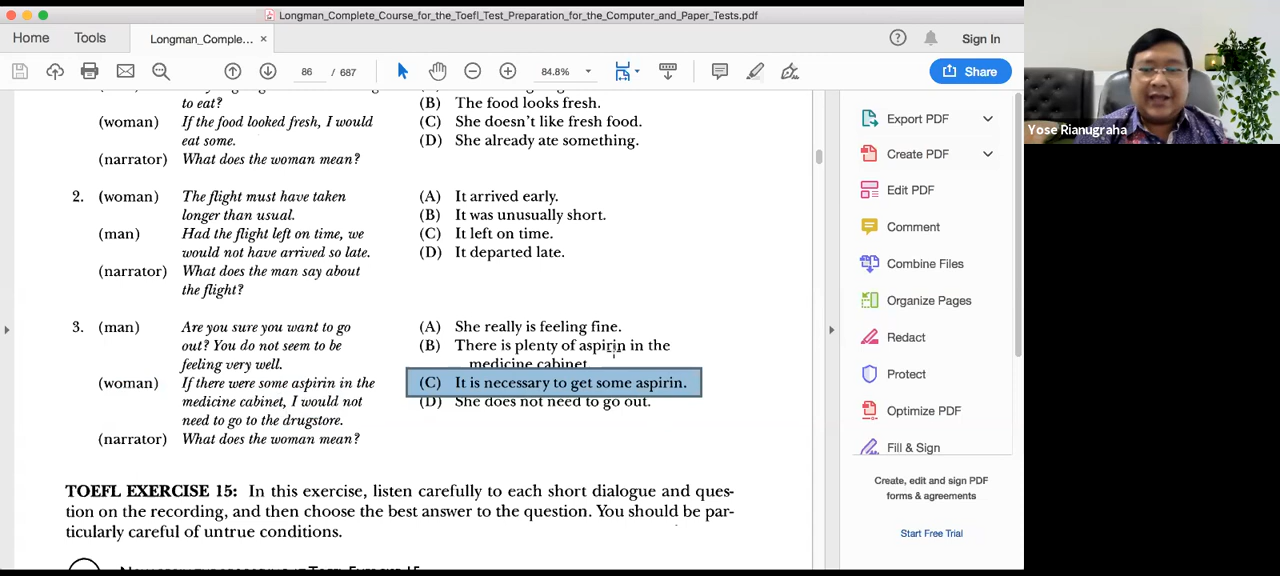 Longman_Complete_Course_for_the_Toefl_Test_Preparation_for_the_Computer_and_Paper_Tests.pdf
Home Tools Longman_Comple... × Sign In
86 / 687 84.8% Share
to eat?
(woman) If the food looked fresh, I would
eat some.
(narrator) What does the woman mean?
(B) The food looks fresh.
(C) She doesn't like fresh food.
(D) She already ate something.
2. (woman) The flight must have taken
longer than usual.
(man) Had the flight left on time, we
would not have arrived so late.
(narrator) What does the man say about
the flight?
(A) It arrived early.
(B) It was unusually short.
(C) It left on time.
(D) It departed late.
3. (man) Are you sure you want to go
out? You do not seem to be
feeling very well.
(woman) If there were some aspirin in the
medicine cabinet, I would not
need to go to the drugstore.
(narrator) What does the woman mean?
(A) She really is feeling fine.
(B) There is plenty of aspirin in the
medicine cabinet.
(C) It is necessary to get some aspirin.
(D) She does not need to go out.
TOEFL EXERCISE 15: In this exercise, listen carefully to each short dialogue and ques-
tion on the recording, and then choose the best answer to the question. You should be par-
ticularly careful of untrue conditions.
Export PDF
Create PDF
Edit PDF
Comment
Combine Files
Organize Pages
Redact
Protect
Optimize PDF
Fill & Sign
Create, edit and sign PDF
forms & agreements
Start Free Trial
Yose Rianugraha